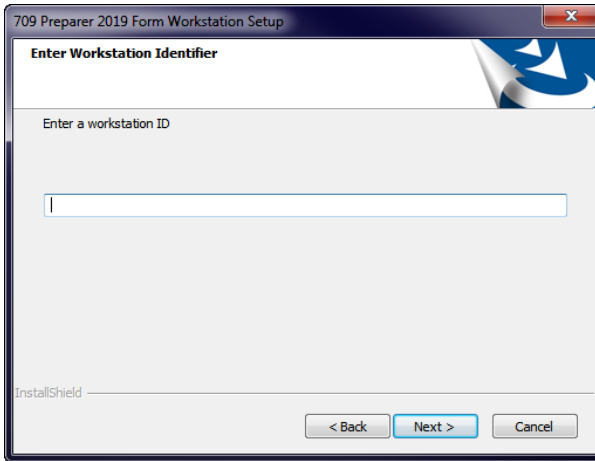 709 Preparer 2019 Form Workstation Setup
Enter Workstation Identifier
Enter a workstation ID
InstallShield
< Back Next > Cancel